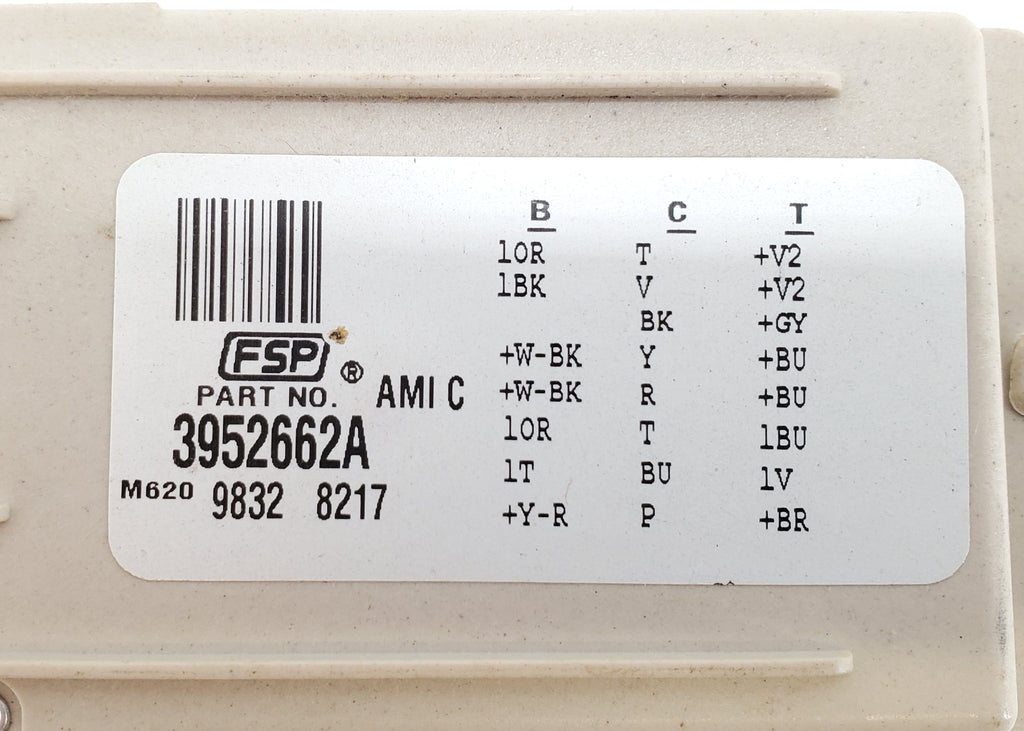 FSP ®
PART NO. AMI C
3952662A
M620 9832 8217
B C T
1OR T +V2
1BK V +V2
BK +GY
+W-BK Y +BU
+W-BK R +BU
1OR T 1BU
1T BU 1V
+Y-R P +BR